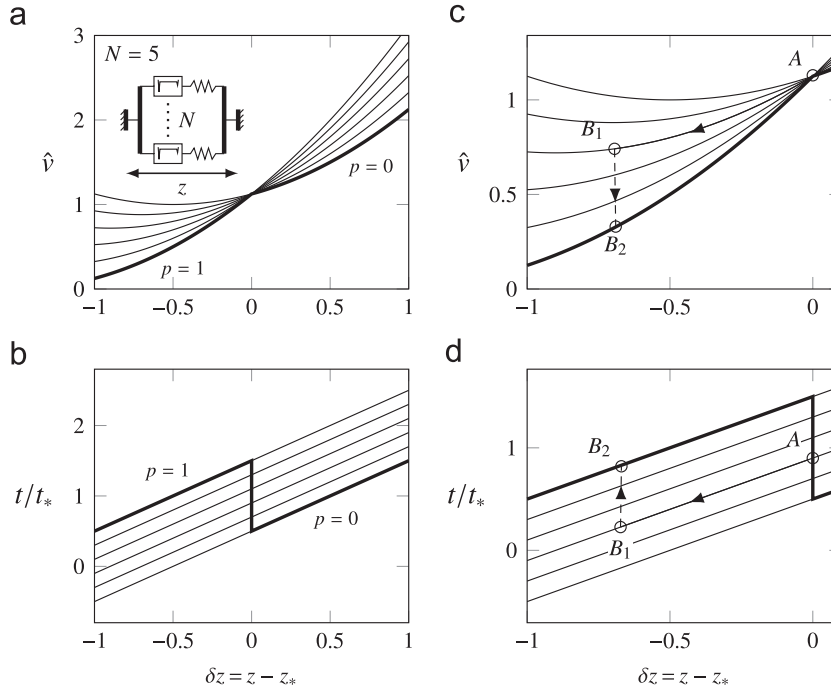 a
N = 5
N
z
p = 0
p = 1
3
2
1
0
v̂
−1
−0.5
0
0.5
1
c
A
B₁
B₂
1
0.5
0
v̂
−1
−0.5
0
b
p = 1
p = 0
2
1
0
t/t*
−1
−0.5
0
0.5
1
δz = z − z*
d
B₂
A
B₁
1
0
t/t*
−1
−0.5
0
δz = z − z*